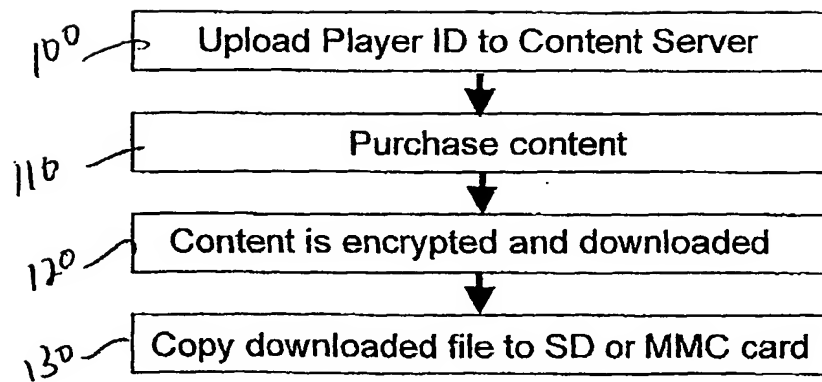 100 Upload Player ID to Content Server
110 Purchase content
120 Content is encrypted and downloaded
130 Copy downloaded file to SD or MMC card